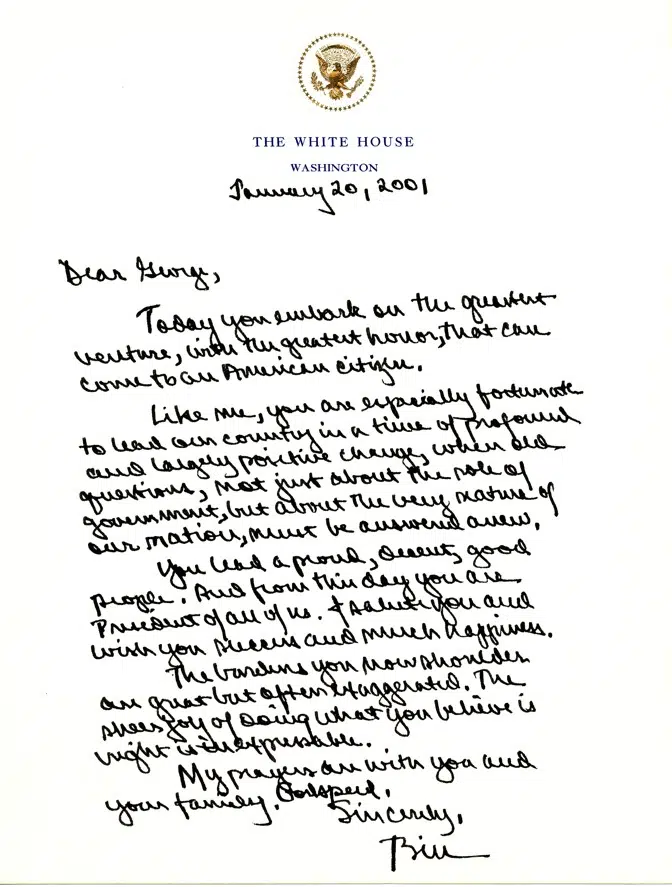 THE WHITE HOUSE
WASHINGTON
January 20, 2001
Dear George,
Today you embark on the greatest
venture, with the greatest honor, that can
come to an American citizen.
Like me, you are especially fortunate
to lead our country in a time of profound
and largely positive change, when old
questions, not just about the role of
government, but about the very nature of
our nation, must be answered anew.
You lead a proud, decent, good
people. And from this day you are
President of all of us. I salute you and
wish you success and much happiness.
The burdens you now shoulder
are great but often exaggerated. The
sheer joy of doing what you believe is
right is inexpressible.
My prayers are with you and
your family. Godspeed.
Sincerely,
Bill